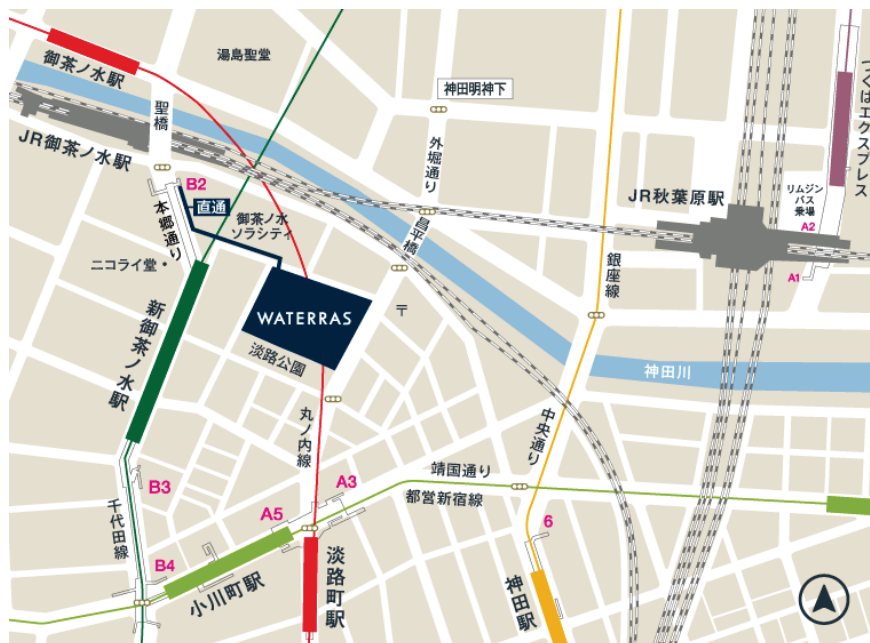 湯島聖堂
御茶ノ水駅
神田明神下
つくばエクスプレス
聖橋
外堀通り
JR御茶ノ水駅
B2
直通
JR秋葉原駅
リムジン
バス
乗場
A2
A1
本郷通り
御茶ノ水
ソラシティ
昌平橋
ニコライ堂・
銀座線
WATERRAS
〒
新御茶ノ水駅
淡路公園
神田川
丸ノ内線
中央通り
靖国通り
都営新宿線
B3
A3
A5
6
千代田線
B4
小川町駅
淡路町駅
神田駅